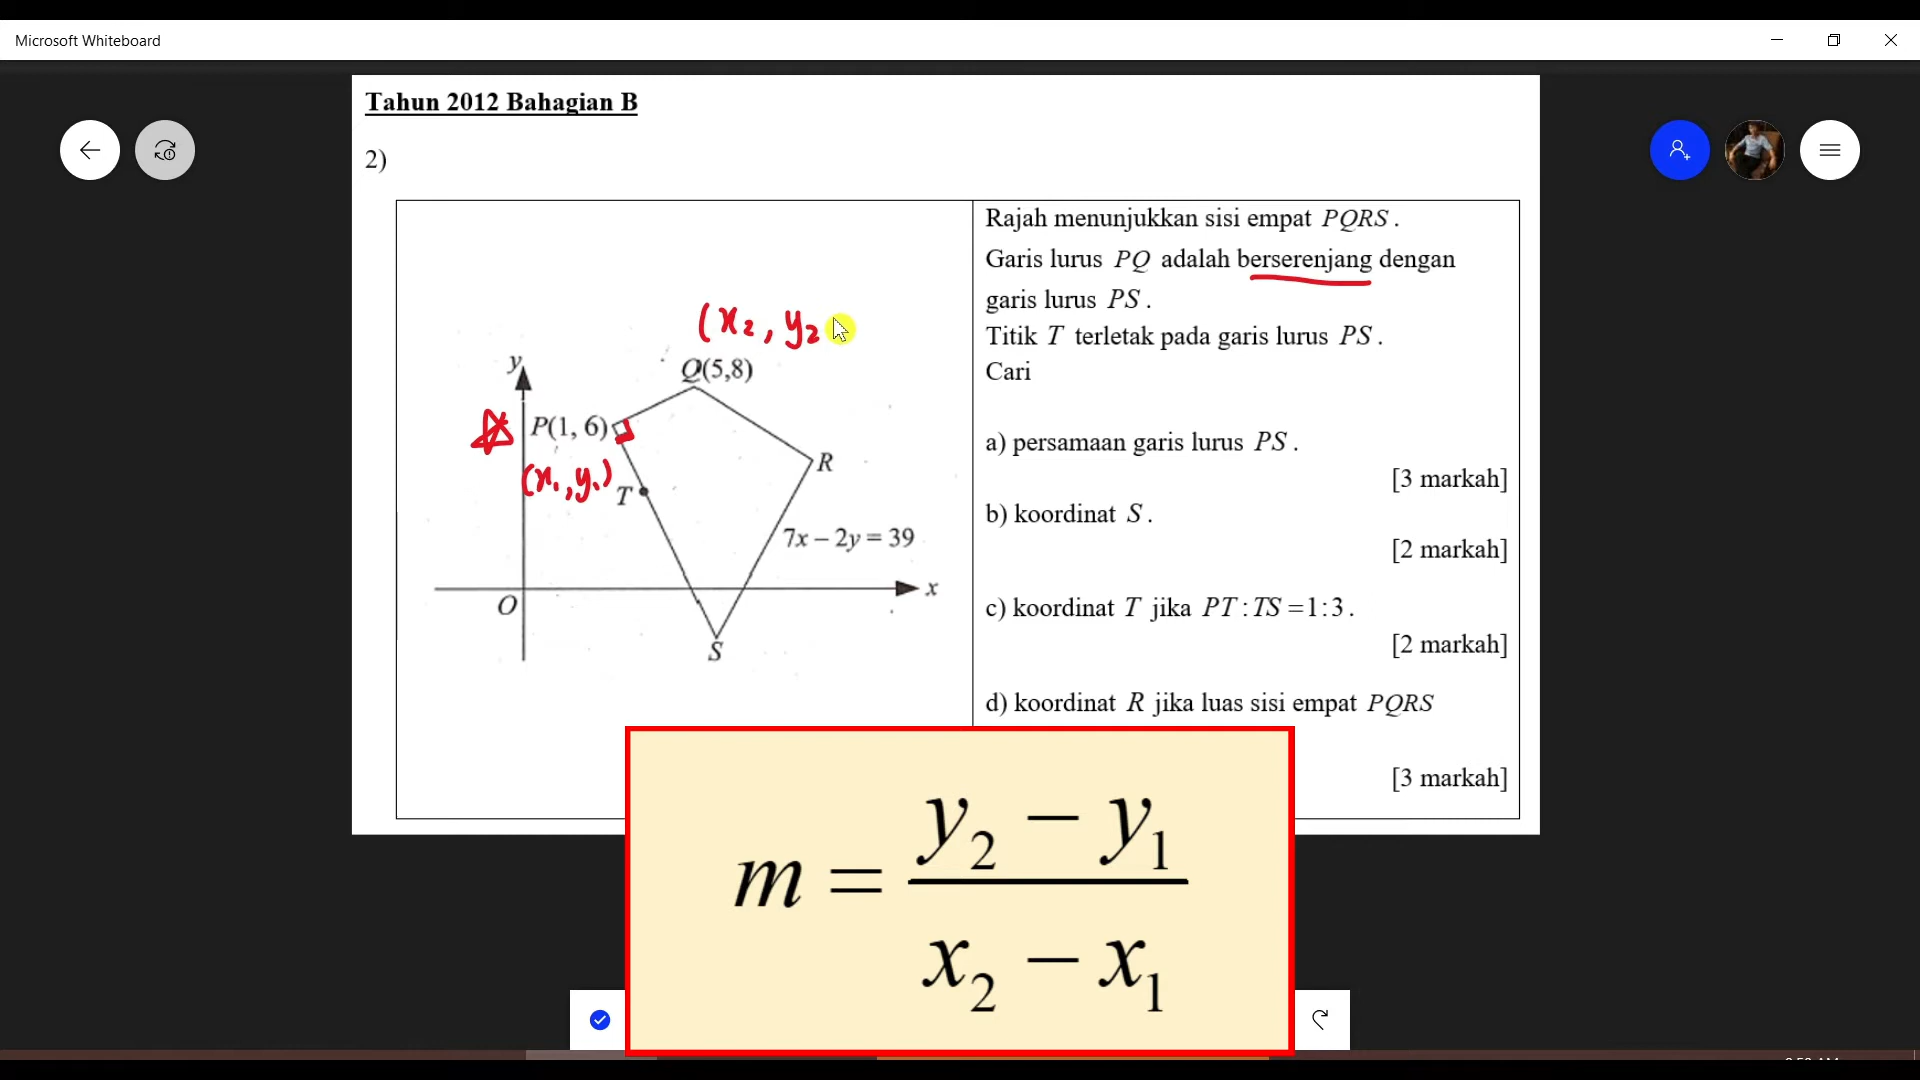 Microsoft Whiteboard
Tahun 2012 Bahagian B
2)
Rajah menunjukkan sisi empat PQRS .
Garis lurus PQ adalah berserenjang dengan
garis lurus PS .
Titik T terletak pada garis lurus PS .
Cari
a) persamaan garis lurus PS .
[3 markah]
b) koordinat S .
[2 markah]
c) koordinat T jika PT : TS = 1 : 3 .
[2 markah]
d) koordinat R jika luas sisi empat PQRS
[3 markah]
(x₂ , y₂
y
Q(5,8)
P(1, 6)
(x₁ , y₁)
R
T
7x – 2y = 39
x
O
S
m = (y₂ − y₁) / (x₂ − x₁)